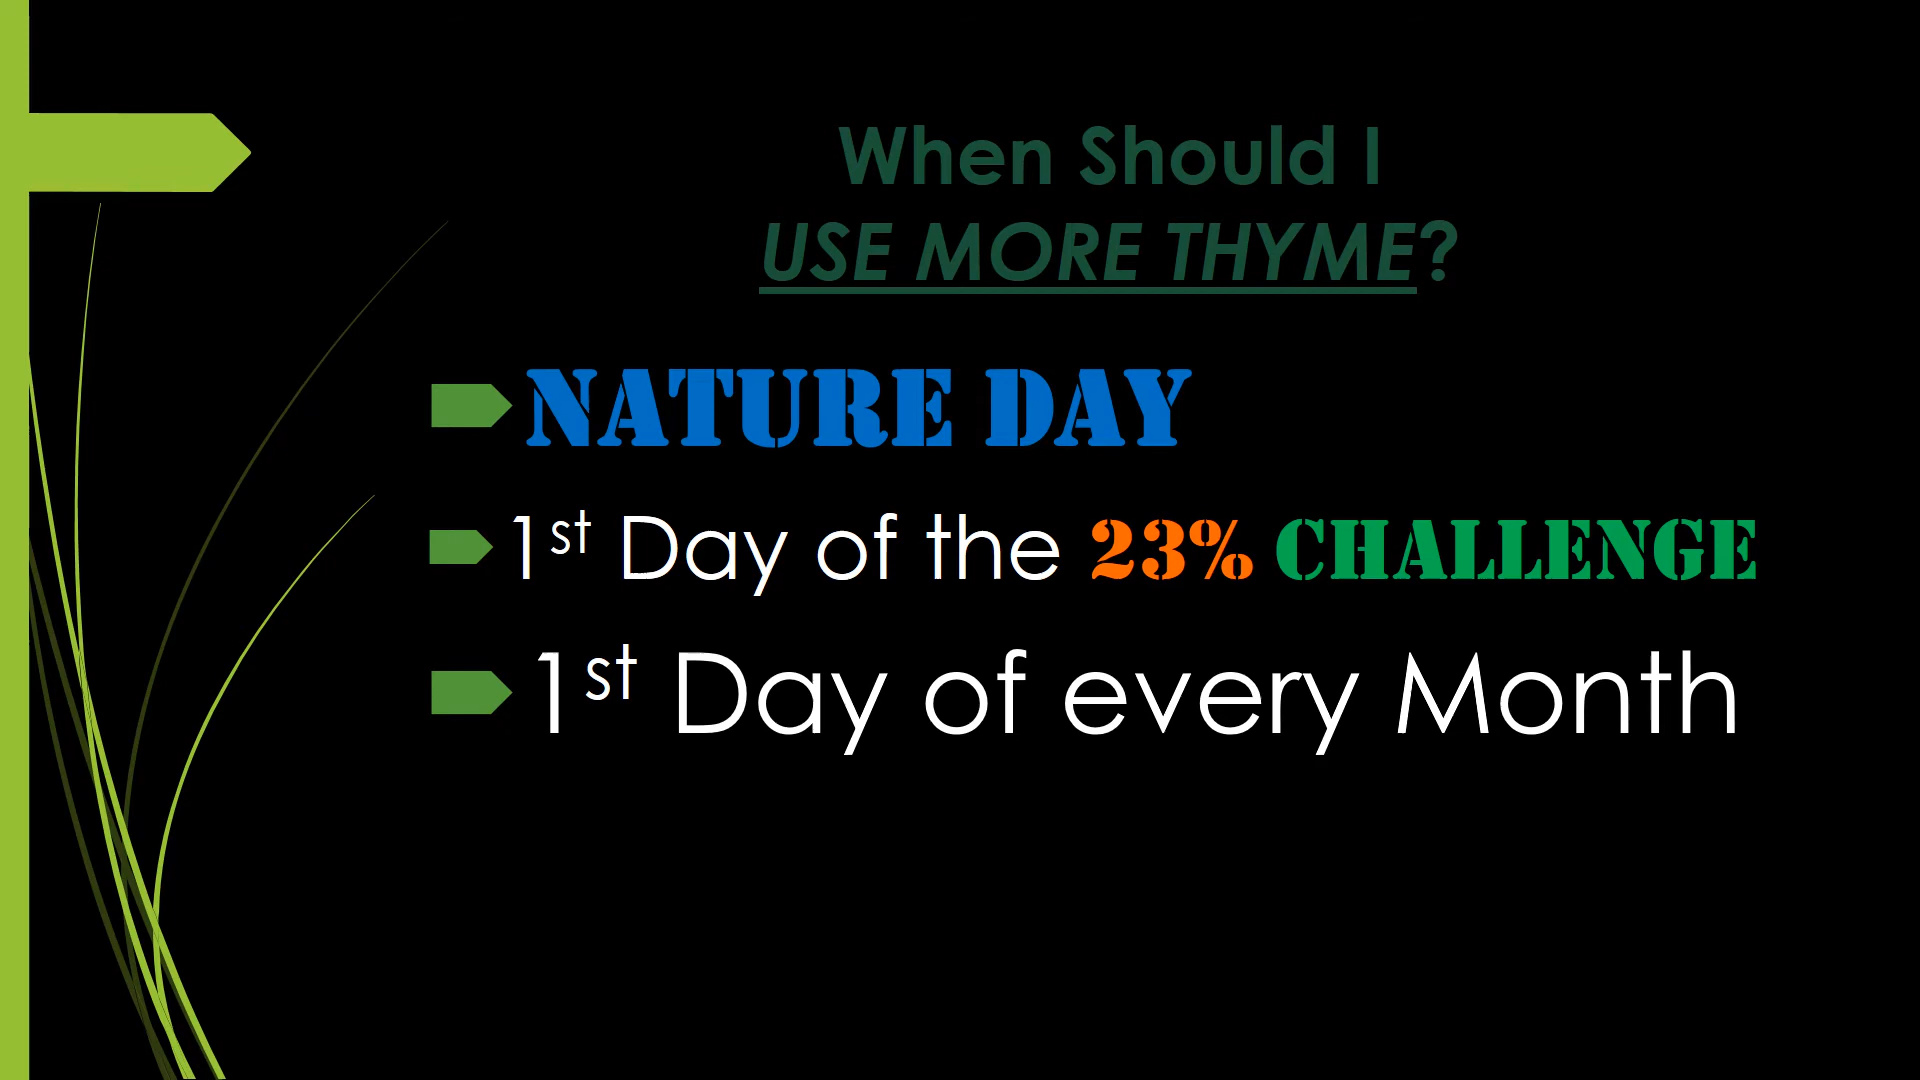 When Should I
USE MORE THYME?
NATURE DAY
1st Day of the 23% CHALLENGE
1st Day of every Month